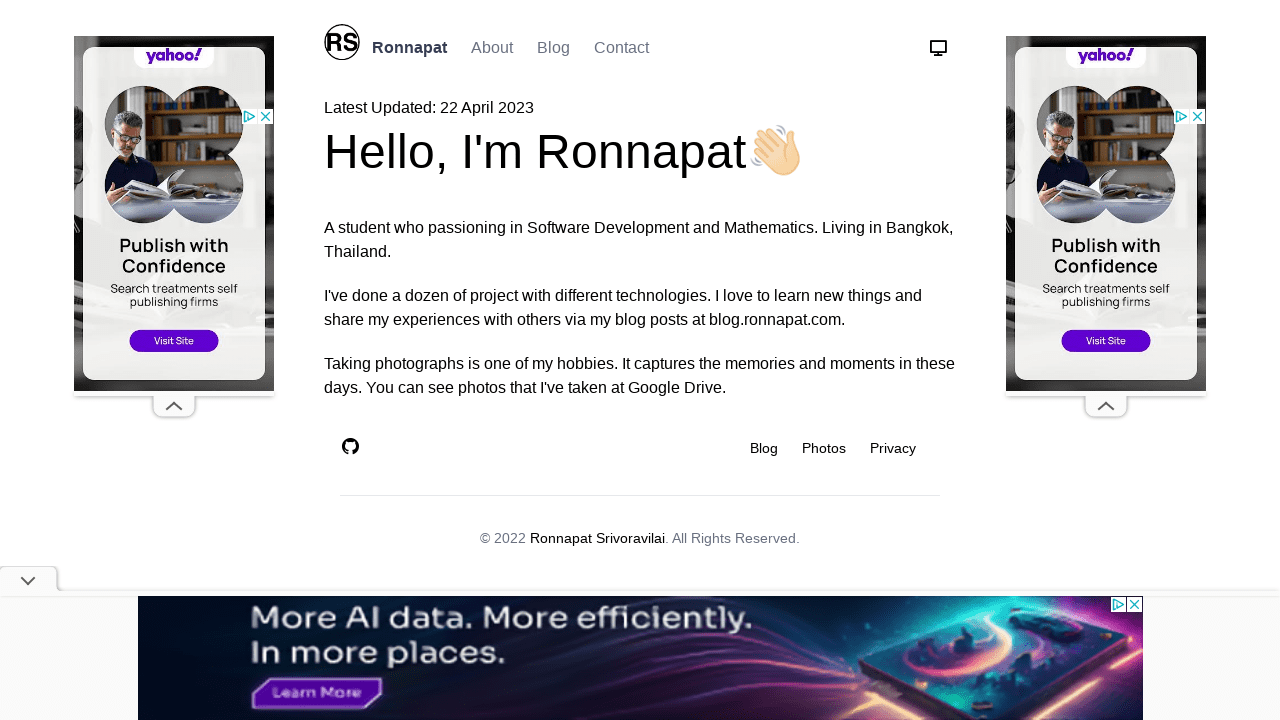 RS
Ronnapat
About
Blog
Contact
Latest Updated: 22 April 2023
Hello, I'm Ronnapat👋🏻
A student who passioning in Software Development and Mathematics. Living in Bangkok,
Thailand.
I've done a dozen of project with different technologies. I love to learn new things and
share my experiences with others via my blog posts at blog.ronnapat.com.
Taking photographs is one of my hobbies. It captures the memories and moments in these
days. You can see photos that I've taken at Google Drive.
Blog
Photos
Privacy
© 2022 Ronnapat Srivoravilai. All Rights Reserved.
yahoo!
Publish with
Confidence
Search treatments self
publishing firms
Visit Site
yahoo!
Publish with
Confidence
Search treatments self
publishing firms
Visit Site
More AI data. More efficiently.
In more places.
Learn More